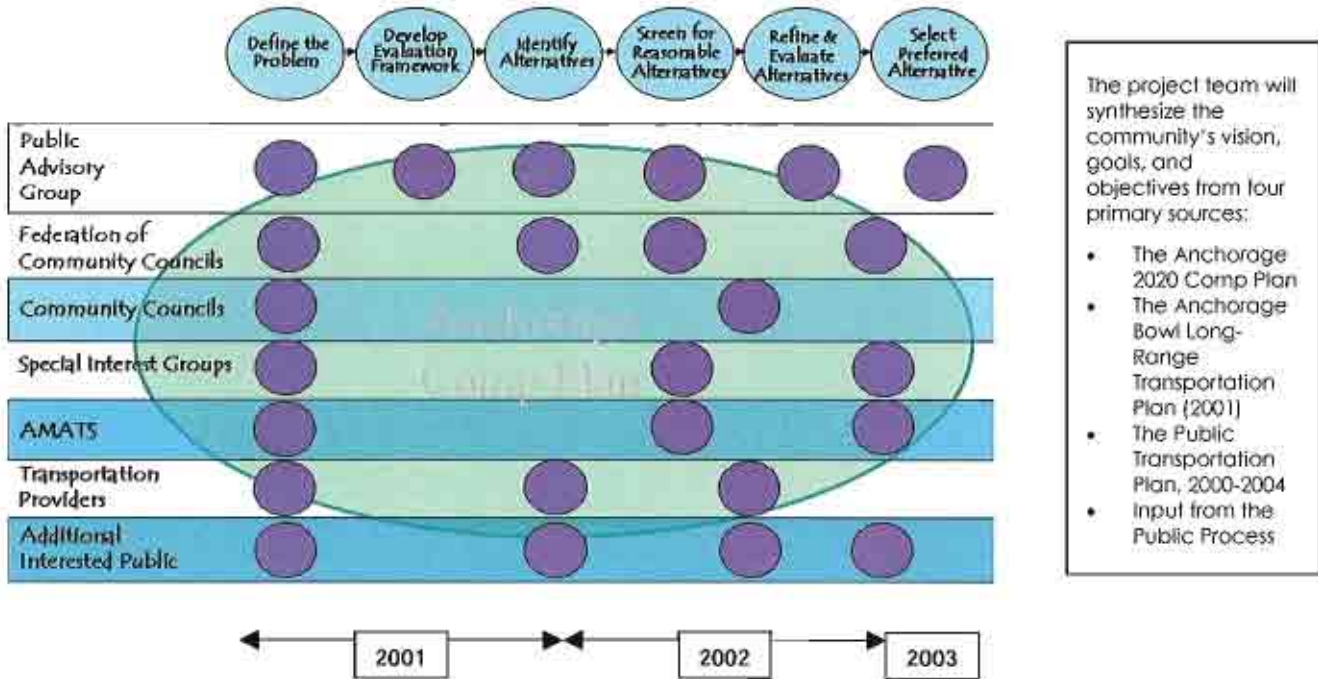 Define the
Problem
Develop
Evaluation
Framework
Identify
Alternatives
Screen for
Reasonable
Alternatives
Refine &
Evaluate
Alternatives
Select
Preferred
Alternative
Public
Advisory
Group
Federation of
Community Councils
Community Councils
Special Interest Groups
AMATS
Transportation
Providers
Additional
Interested Public
Anchorage
Comp Plan
2001
2002
2003
The project team will
synthesize the
community's vision,
goals, and
objectives from four
primary sources:
• The Anchorage
2020 Comp Plan
• The Anchorage
Bowl Long-
Range
Transportation
Plan (2001)
• The Public
Transportation
Plan, 2000-2004
• Input from the
Public Process